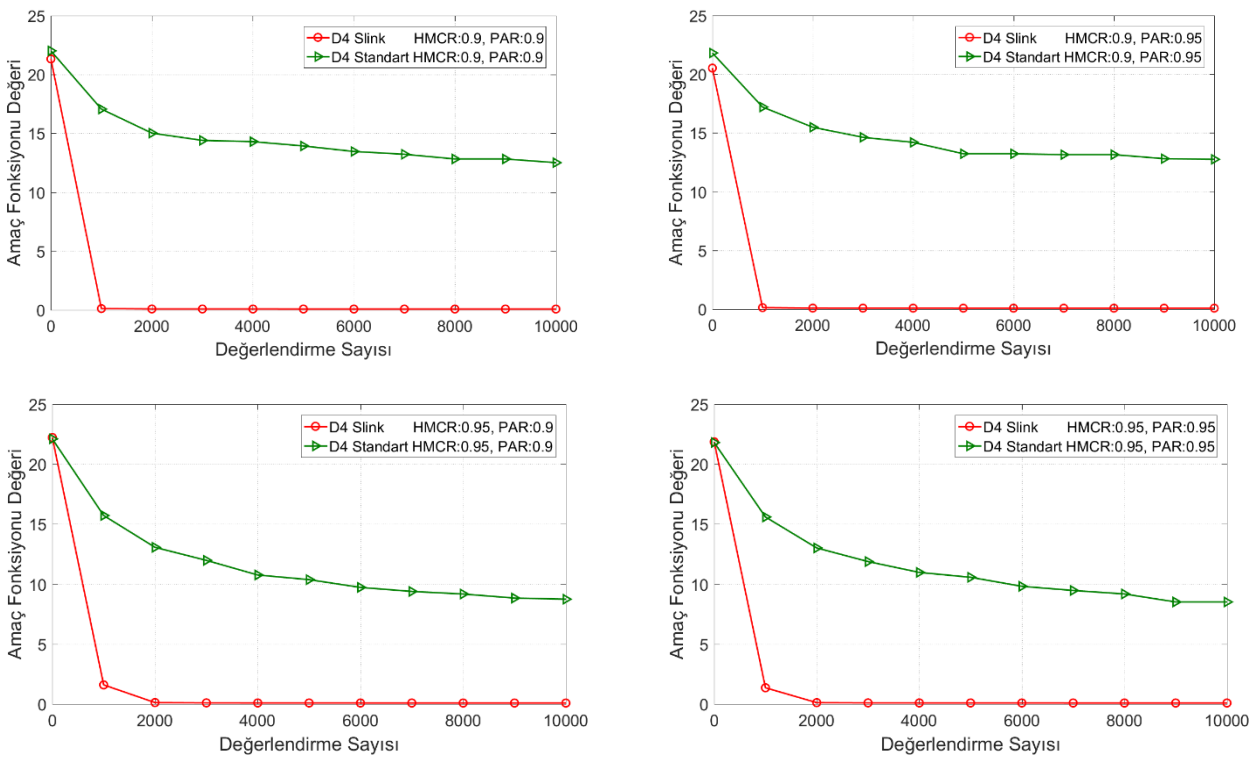 25
20
15
10
5
0
Amaç Fonksiyonu Değeri
D4 Slink HMCR:0.9, PAR:0.9
D4 Standart HMCR:0.9, PAR:0.9
0 2000 4000 6000 8000 10000
Değerlendirme Sayısı
25
20
15
10
5
0
Amaç Fonksiyonu Değeri
D4 Slink HMCR:0.9, PAR:0.95
D4 Standart HMCR:0.9, PAR:0.95
0 2000 4000 6000 8000 10000
Değerlendirme Sayısı
25
20
15
10
5
0
Amaç Fonksiyonu Değeri
D4 Slink HMCR:0.95, PAR:0.9
D4 Standart HMCR:0.95, PAR:0.9
0 2000 4000 6000 8000 10000
Değerlendirme Sayısı
25
20
15
10
5
0
Amaç Fonksiyonu Değeri
D4 Slink HMCR:0.95, PAR:0.95
D4 Standart HMCR:0.95, PAR:0.95
0 2000 4000 6000 8000 10000
Değerlendirme Sayısı